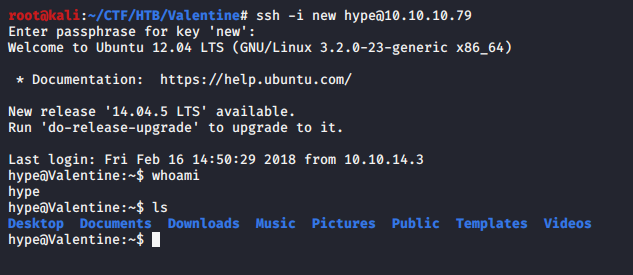 root@kali:~/CTF/HTB/Valentine# ssh -i new hype@10.10.10.79
Enter passphrase for key 'new':
Welcome to Ubuntu 12.04 LTS (GNU/Linux 3.2.0-23-generic x86_64)
* Documentation:  https://help.ubuntu.com/
New release '14.04.5 LTS' available.
Run 'do-release-upgrade' to upgrade to it.
Last login: Fri Feb 16 14:50:29 2018 from 10.10.14.3
hype@Valentine:~$ whoami
hype
hype@Valentine:~$ ls
Desktop  Documents  Downloads  Music  Pictures  Public  Templates  Videos
hype@Valentine:~$